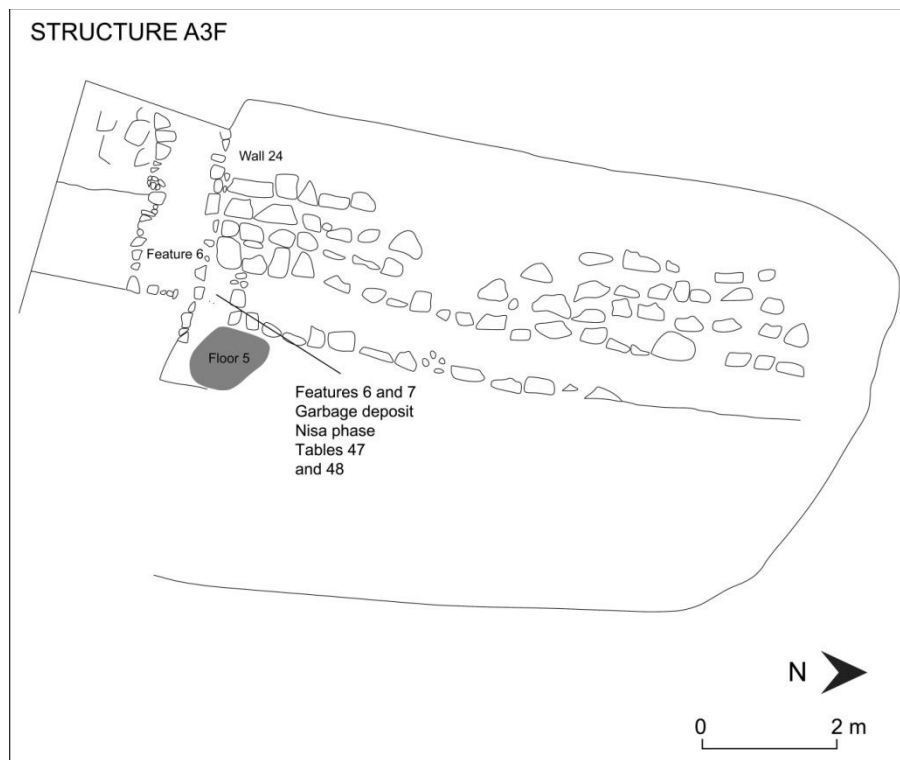 STRUCTURE A3F
Wall 24
Feature 6
Floor 5
Features 6 and 7
Garbage deposit
Nisa phase
Tables 47
and 48
N
0 2 m